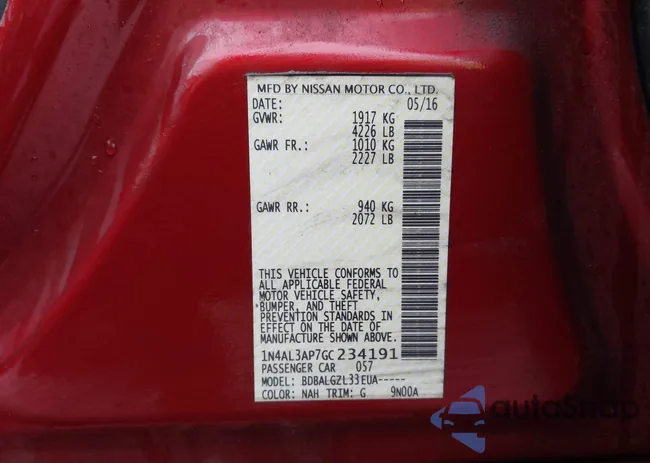 MFD BY NISSAN MOTOR CO., LTD.
DATE: 05/16
GVWR: 1917 KG
4226 LB
GAWR FR.: 1010 KG
2227 LB
GAWR RR.: 940 KG
2072 LB
THIS VEHICLE CONFORMS TO
ALL APPLICABLE FEDERAL
MOTOR VEHICLE SAFETY,
BUMPER, AND THEFT
PREVENTION STANDARDS IN
EFFECT ON THE DATE OF
MANUFACTURE SHOWN ABOVE.
1N4AL3AP7GC234191
PASSENGER CAR 057
MODEL: BDBALGZL33EUA-----
COLOR: NAH TRIM: G 9N00A
autoShop